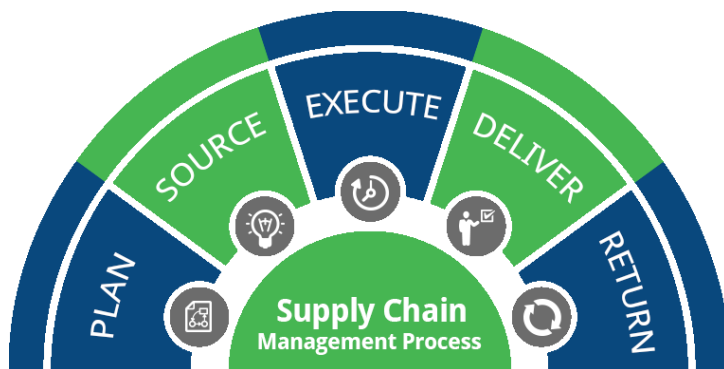 PLAN
SOURCE
EXECUTE
DELIVER
RETURN
Supply Chain
Management Process